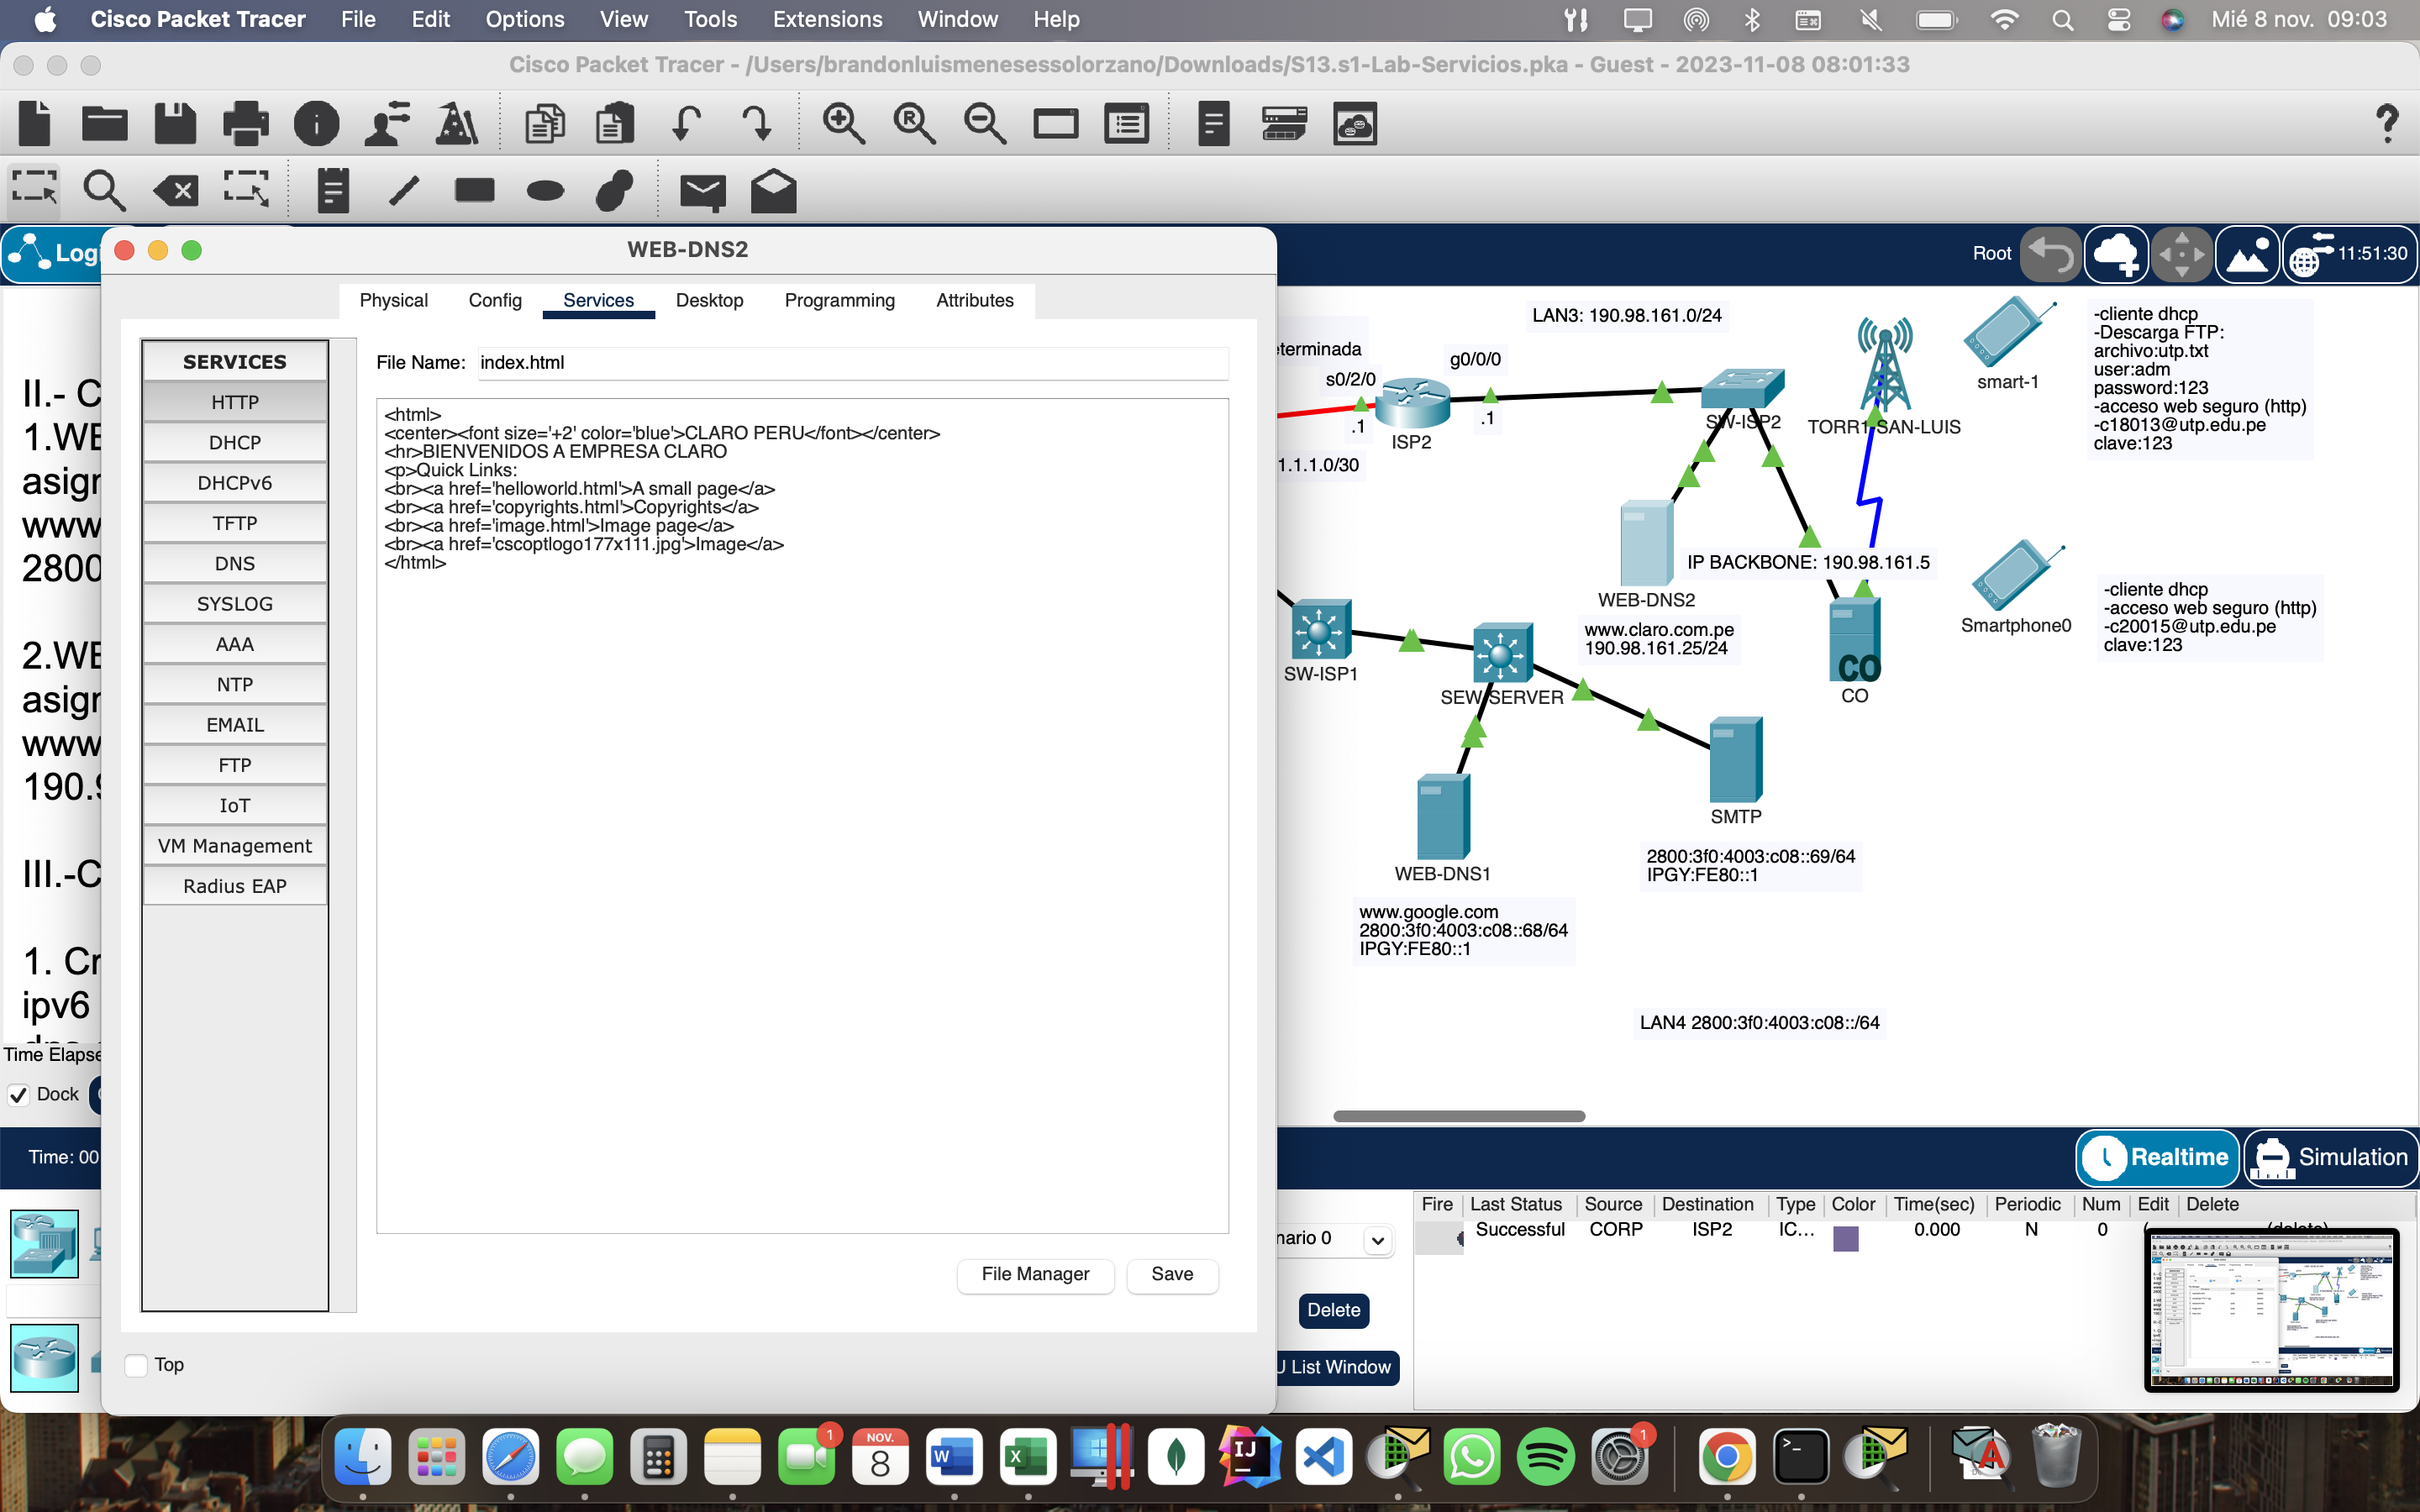 Cisco Packet Tracer File Edit Options View Tools Extensions Window Help Mié 8 nov. 09:03
Cisco Packet Tracer - /Users/brandonluismenesessolorzano/Downloads/S13.s1-Lab-Servicios.pka - Guest - 2023-11-08 08:01:33
Logi
Root
11:51:30
WEB-DNS2
Physical Config Services Desktop Programming Attributes
SERVICES
HTTP
DHCP
DHCPv6
TFTP
DNS
SYSLOG
AAA
NTP
EMAIL
FTP
IoT
VM Management
Radius EAP
File Name: index.html
<html>
<center><font size='+2' color='blue'>CLARO PERU</font></center>
<hr>BIENVENIDOS A EMPRESA CLARO
<p>Quick Links:
<br><a href='helloworld.html'>A small page</a>
<br><a href='copyrights.html'>Copyrights</a>
<br><a href='image.html'>Image page</a>
<br><a href='cscoptlogo177x111.jpg'>Image</a>
</html>
File Manager Save
Top
II.- C
1.WE
asigr
www
2800
2.WE
asigr
www
190.9
III.-C
1. Cr
ipv6
Time Elapse
Dock
Time: 00
LAN3: 190.98.161.0/24
eterminada
s0/2/0
g0/0/0
.1
.1
ISP2
1.1.1.0/30
SW-ISP2
TORR1-SAN-LUIS
smart-1
-cliente dhcp
-Descarga FTP:
archivo:utp.txt
user:adm
password:123
-acceso web seguro (http)
-c18013@utp.edu.pe
clave:123
IP BACKBONE: 190.98.161.5
WEB-DNS2
www.claro.com.pe
190.98.161.25/24
Smartphone0
-cliente dhcp
-acceso web seguro (http)
-c20015@utp.edu.pe
clave:123
CO
CO
SW-ISP1
SEW-SERVER
SMTP
2800:3f0:4003:c08::69/64
IPGY:FE80::1
WEB-DNS1
www.google.com
2800:3f0:4003:c08::68/64
IPGY:FE80::1
LAN4 2800:3f0:4003:c08::/64
Realtime
Simulation
nario 0
Delete
U List Window
Fire Last Status Source Destination Type Color Time(sec) Periodic Num Edit Delete
Successful CORP ISP2 IC... 0.000 N 0 (delete)
1
NOV.
8
1